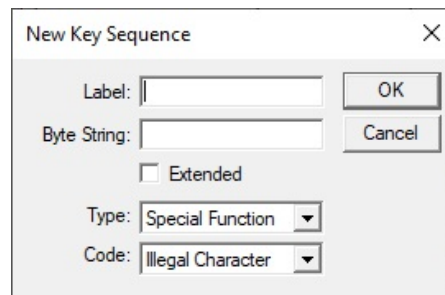 New Key Sequence
Label:
OK
Byte String:
Cancel
Extended
Type: Special Function
Code: Illegal Character